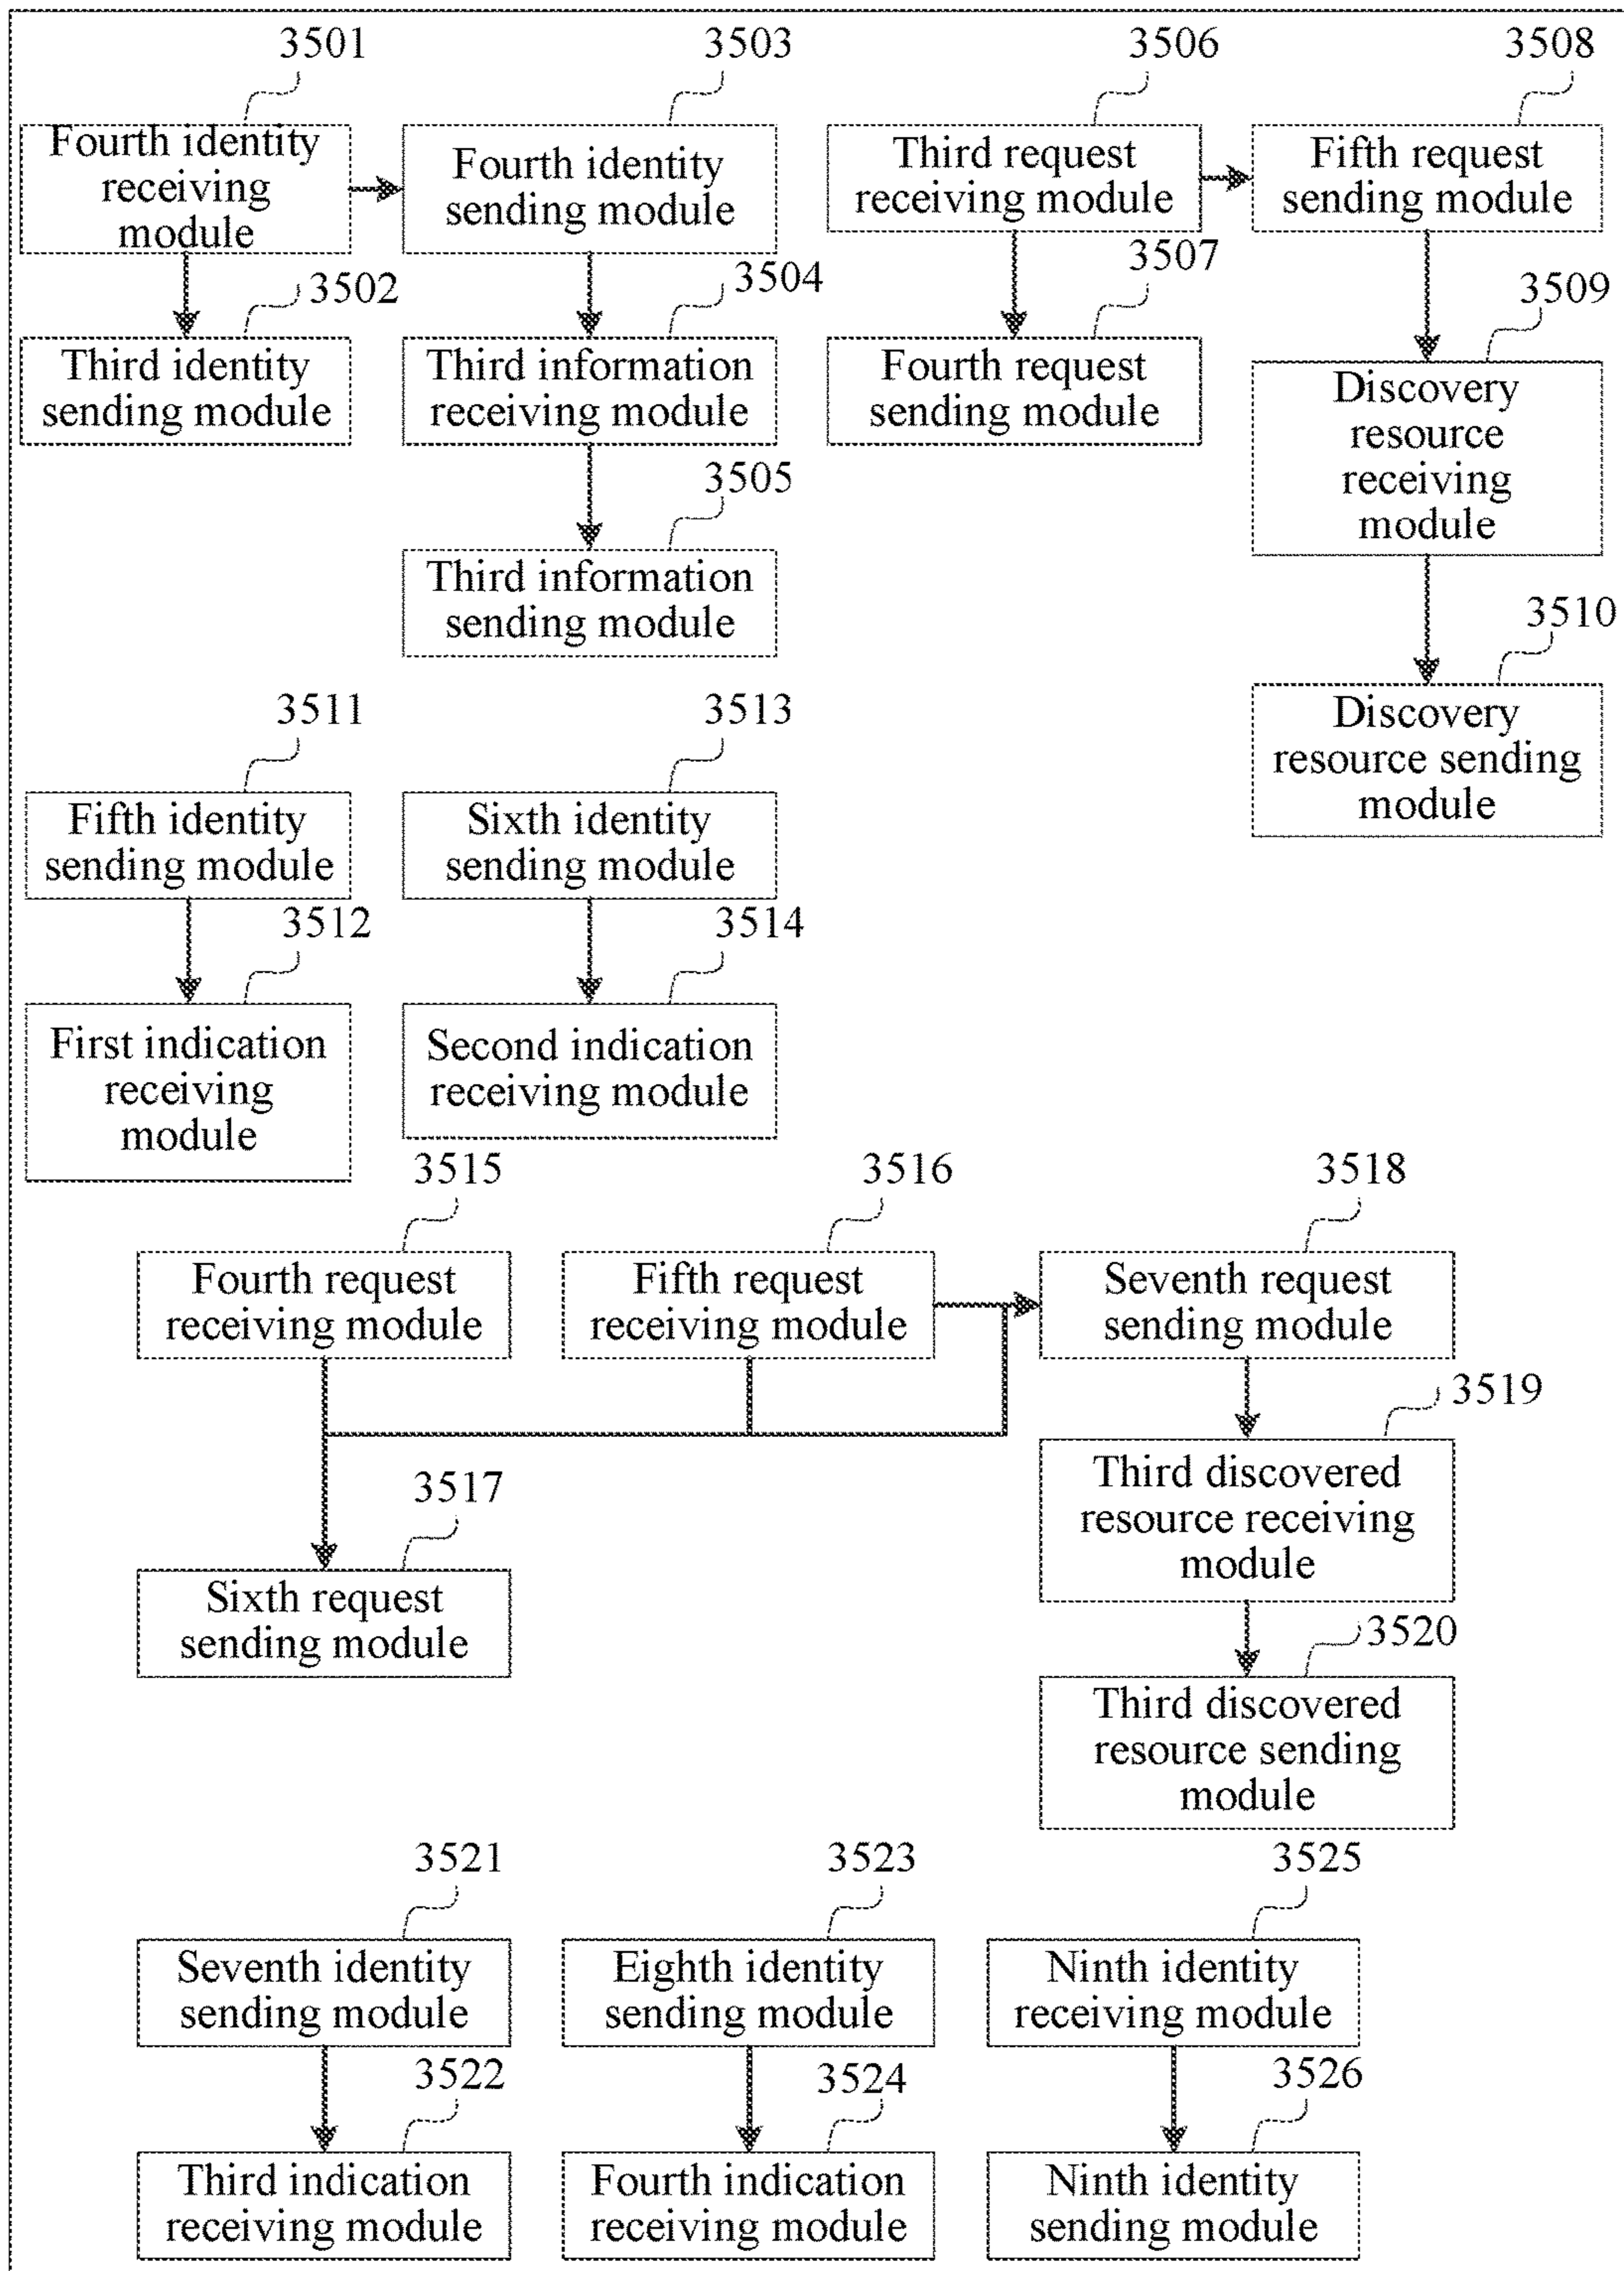 3501
3503
3506
3508
Fourth identity
receiving
module
Fourth identity
sending module
Third request
receiving module
Fifth request
sending module
3502
3504
3507
3509
Third identity
sending module
Third information
receiving module
Fourth request
sending module
Discovery
resource
receiving
module
3505
Third information
sending module
3510
Discovery
resource sending
module
3511
3513
Fifth identity
sending module
Sixth identity
sending module
3512
3514
First indication
receiving
module
Second indication
receiving module
3515
3516
3518
Fourth request
receiving module
Fifth request
receiving module
Seventh request
sending module
3519
Third discovered
resource receiving
module
3517
Sixth request
sending module
3520
Third discovered
resource sending
module
3521
3523
3525
Seventh identity
sending module
Eighth identity
sending module
Ninth identity
receiving module
3522
3524
3526
Third indication
receiving module
Fourth indication
receiving module
Ninth identity
sending module